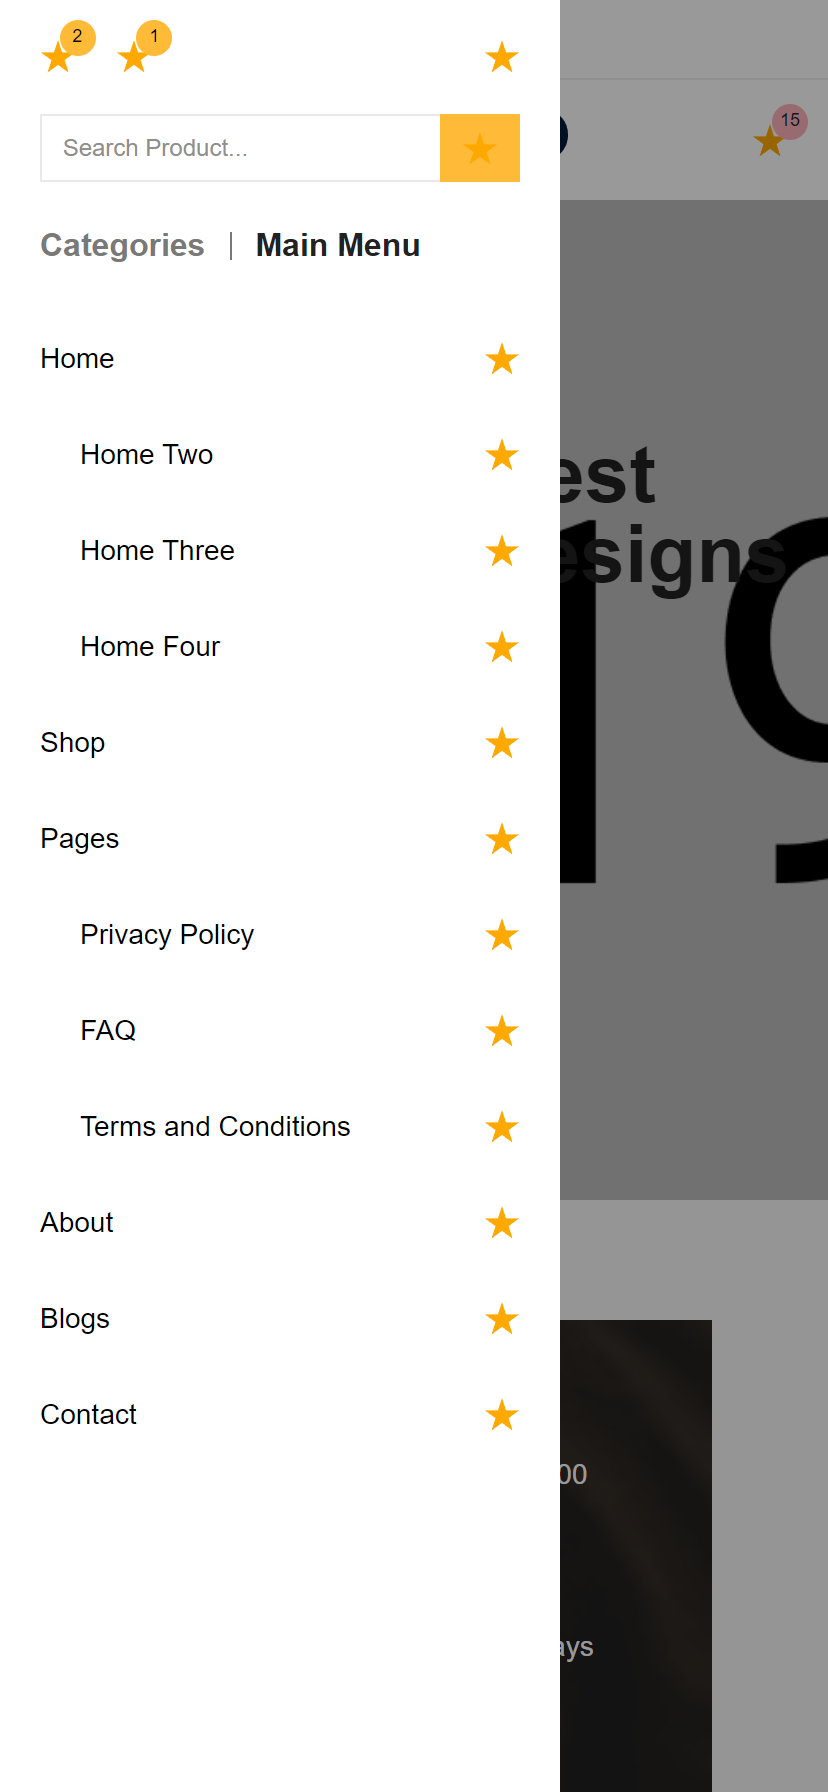 2 1
15
Search Product...
Categories | Main Menu
Home
Home Two
est
Home Three
esigns
Home Four
19
Shop
Pages
Privacy Policy
FAQ
Terms and Conditions
About
Blogs
Contact
00
ays